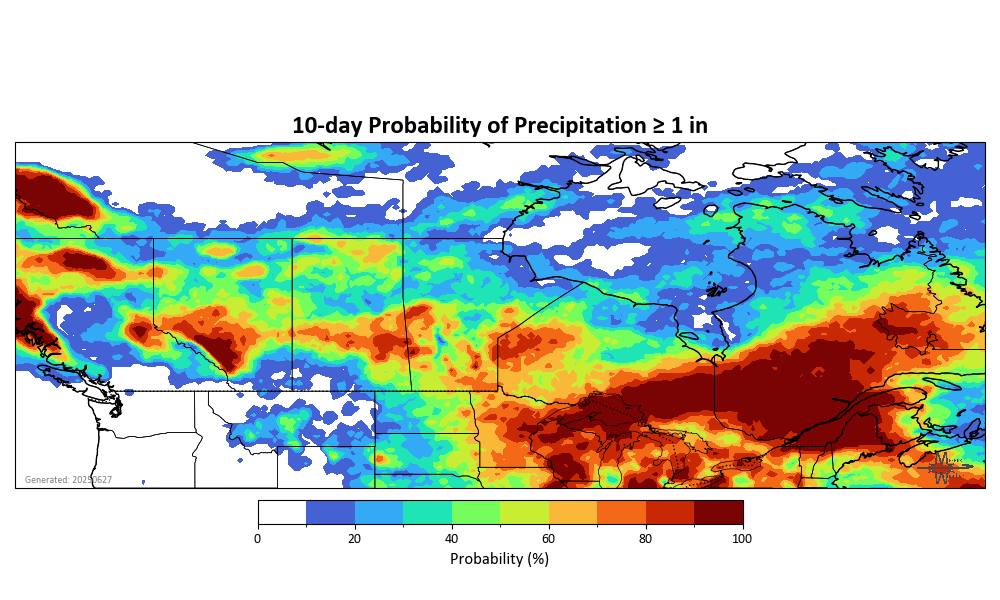 10-day Probability of Precipitation ≥ 1 in
Generated: 20250627
0 20 40 60 80 100
Probability (%)